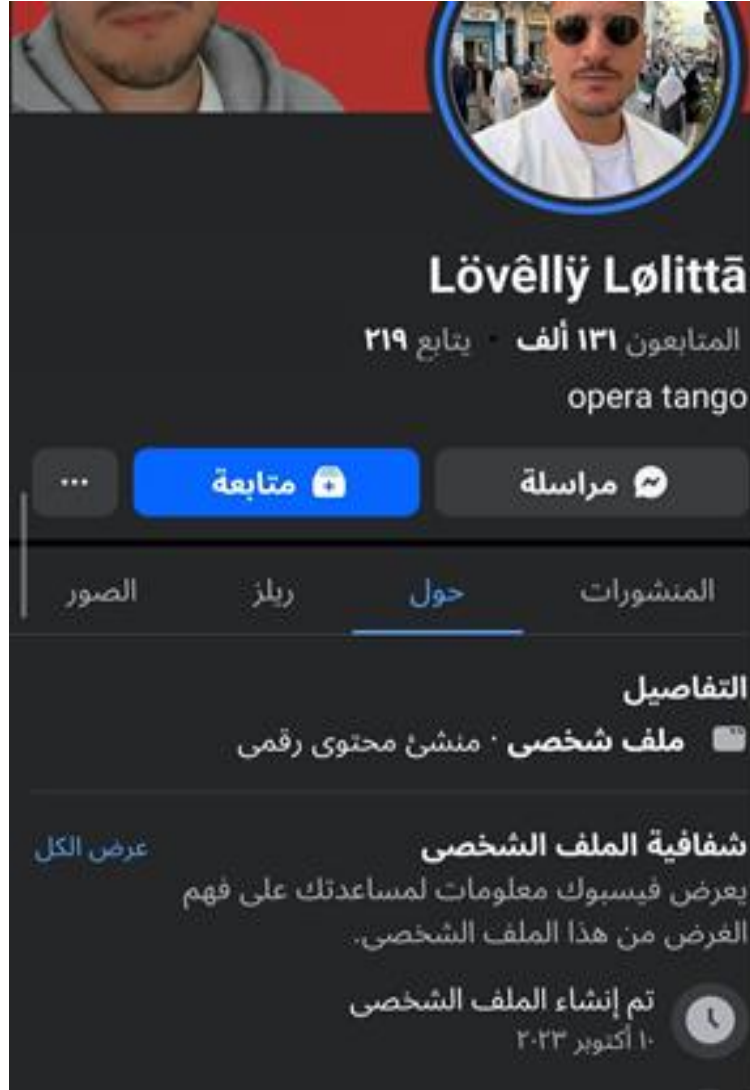 Lövêllÿ Lølittā
المتابعون ١٣١ ألف · يتابع ٢١٩
opera tango
مراسلة
متابعة
المنشورات
حول
ريلز
الصور
التفاصيل
ملف شخصي · منشئ محتوى رقمي
شفافية الملف الشخصي
عرض الكل
يعرض فيسبوك معلومات لمساعدتك على فهم
الغرض من هذا الملف الشخصي.
تم إنشاء الملف الشخصي
١٠ أكتوبر ٢٠٢٣